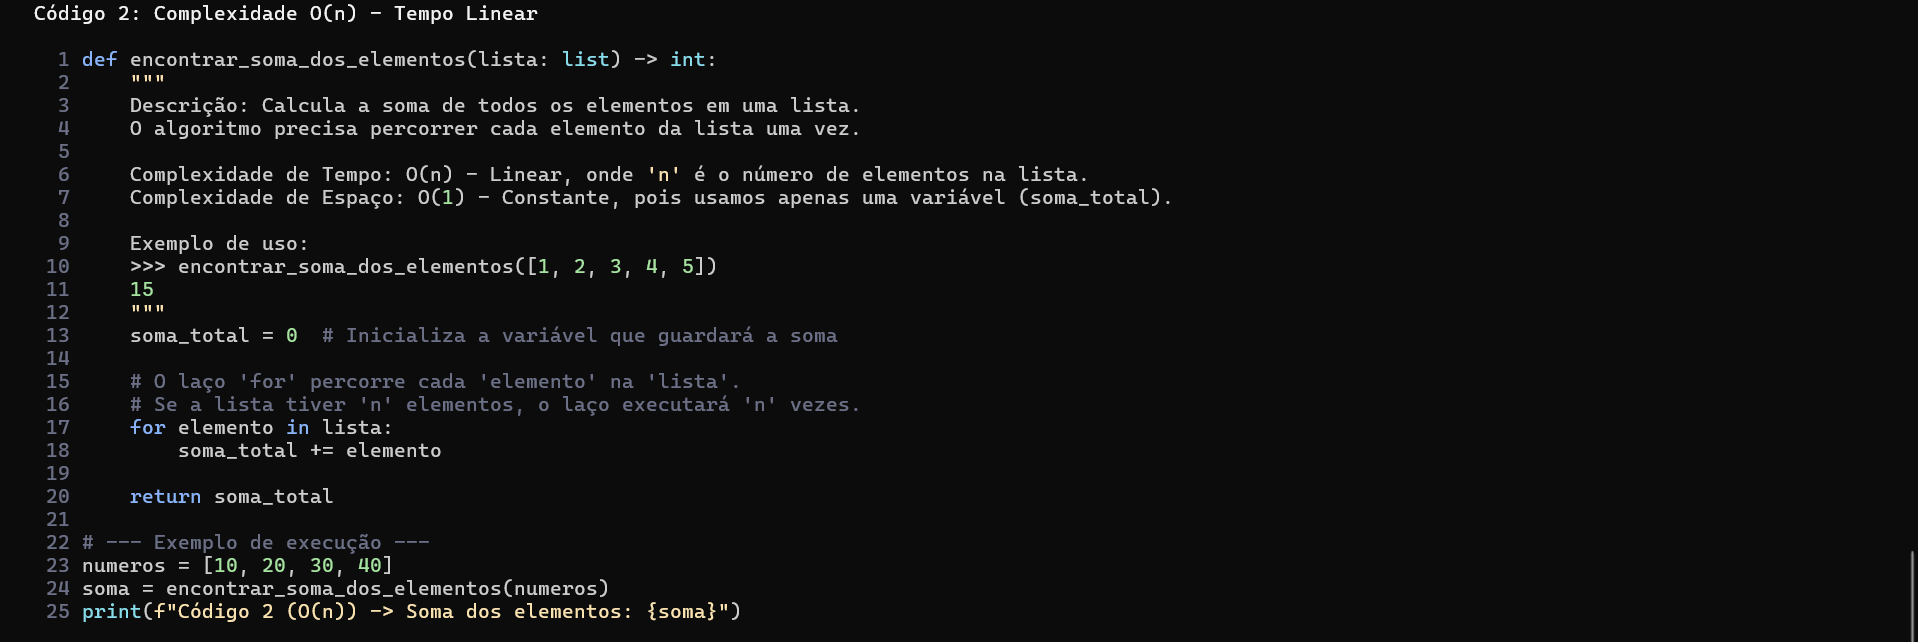 Código 2: Complexidade O(n) - Tempo Linear
1 def encontrar_soma_dos_elementos(lista: list) -> int:
2     """
3     Descrição: Calcula a soma de todos os elementos em uma lista.
4     O algoritmo precisa percorrer cada elemento da lista uma vez.
5
6     Complexidade de Tempo: O(n) - Linear, onde 'n' é o número de elementos na lista.
7     Complexidade de Espaço: O(1) - Constante, pois usamos apenas uma variável (soma_total).
8
9     Exemplo de uso:
10     >>> encontrar_soma_dos_elementos([1, 2, 3, 4, 5])
11     15
12     """
13     soma_total = 0  # Inicializa a variável que guardará a soma
14
15     # O laço 'for' percorre cada 'elemento' na 'lista'.
16     # Se a lista tiver 'n' elementos, o laço executará 'n' vezes.
17     for elemento in lista:
18         soma_total += elemento
19
20     return soma_total
21
22 # --- Exemplo de execução ---
23 numeros = [10, 20, 30, 40]
24 soma = encontrar_soma_dos_elementos(numeros)
25 print(f"Código 2 (O(n)) -> Soma dos elementos: {soma}")